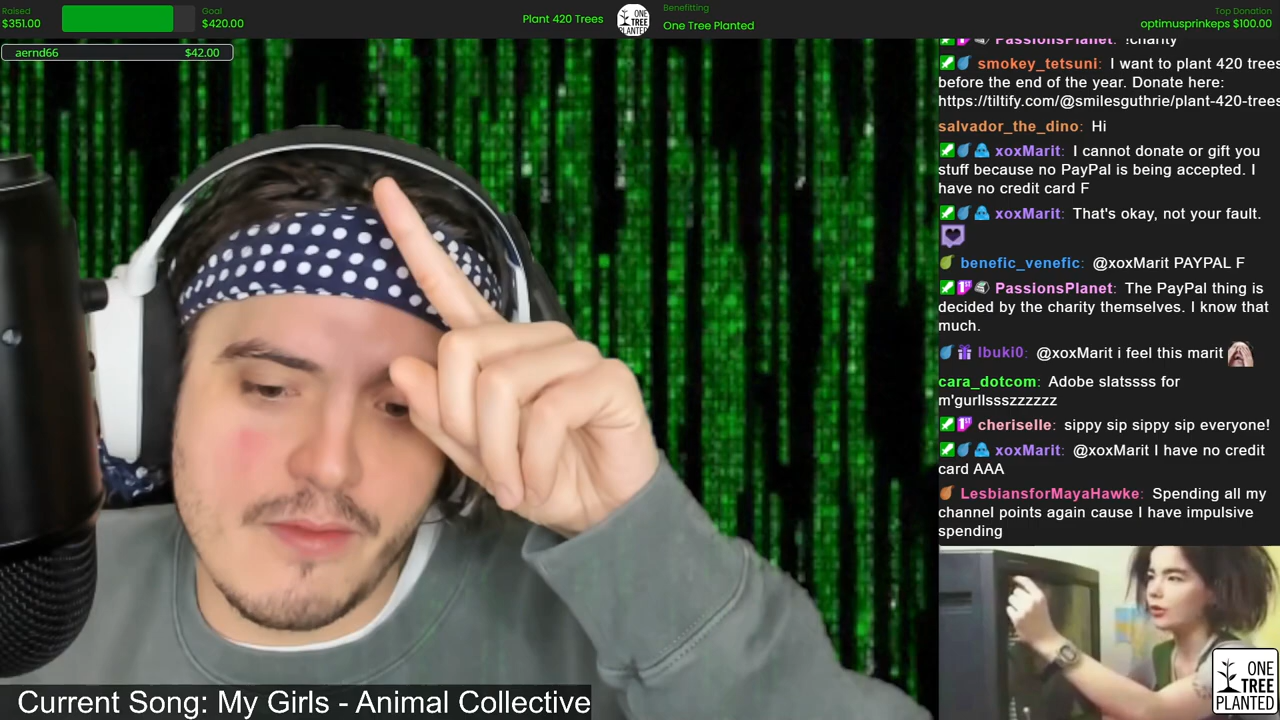 Raised
$351.00
Goal
$420.00
Plant 420 Trees
ONE
TREE
PLANTED
Benefitting
One Tree Planted
Top Donation
optimusprinkeps $100.00
aernd66 $42.00
PassionsPlanet: !charity
smokey_tetsuni: I want to plant 420 trees
before the end of the year. Donate here:
https://tiltify.com/@smilesguthrie/plant-420-trees
salvador_the_dino: Hi
xoxMarit: I cannot donate or gift you
stuff because no PayPal is being accepted. I
have no credit card F
xoxMarit: That's okay, not your fault.
benefic_venefic: @xoxMarit PAYPAL F
PassionsPlanet: The PayPal thing is
decided by the charity themselves. I know that
much.
Ibuki0: @xoxMarit i feel this marit
cara_dotcom: Adobe slatssss for
m'gurllssszzzzzz
cheriselle: sippy sip sippy sip everyone!
xoxMarit: @xoxMarit I have no credit
card AAA
LesbiansforMayaHawke: Spending all my
channel points again cause I have impulsive
spending
ONE
TREE
PLANTED
Current Song: My Girls - Animal Collective